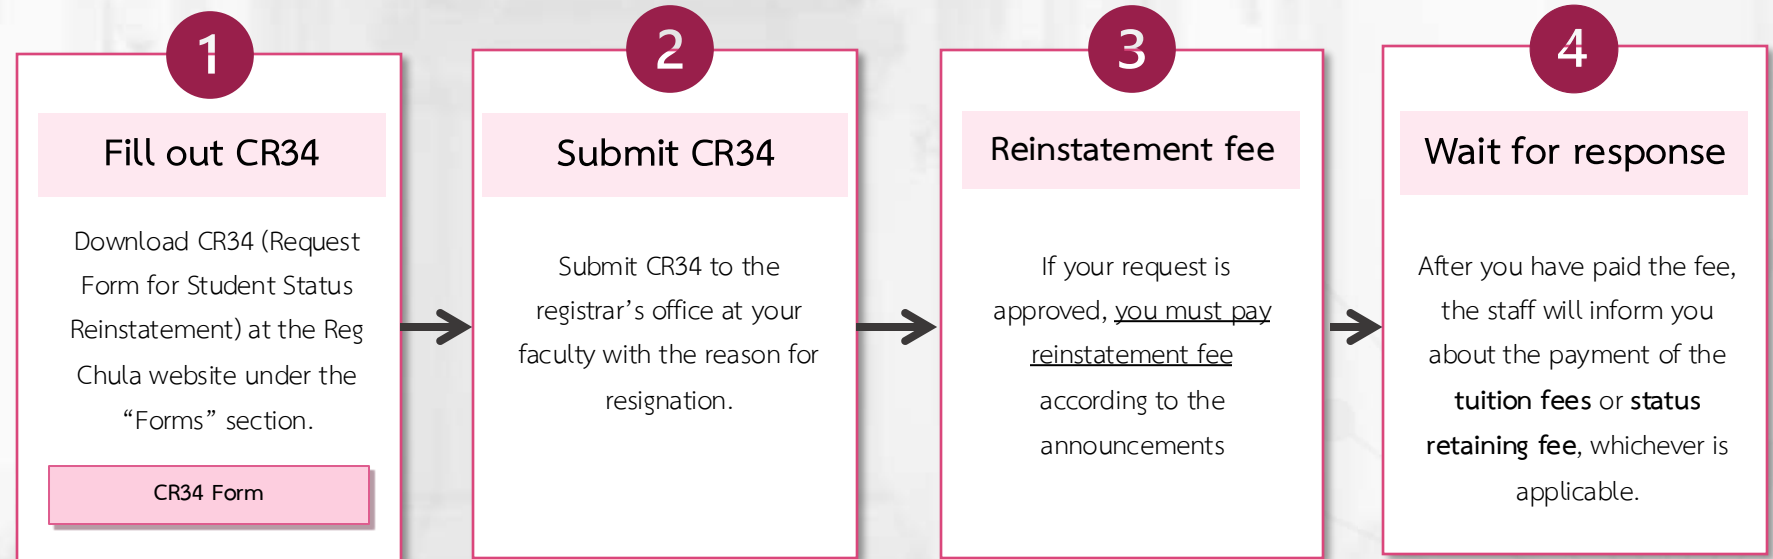 1
Fill out CR34
Download CR34 (Request
Form for Student Status
Reinstatement) at the Reg
Chula website under the
“Forms” section.
CR34 Form
2
Submit CR34
Submit CR34 to the
registrar’s office at your
faculty with the reason for
resignation.
3
Reinstatement fee
If your request is
approved, you must pay
reinstatement fee
according to the
announcements
4
Wait for response
After you have paid the fee,
the staff will inform you
about the payment of the
tuition fees or status
retaining fee, whichever is
applicable.